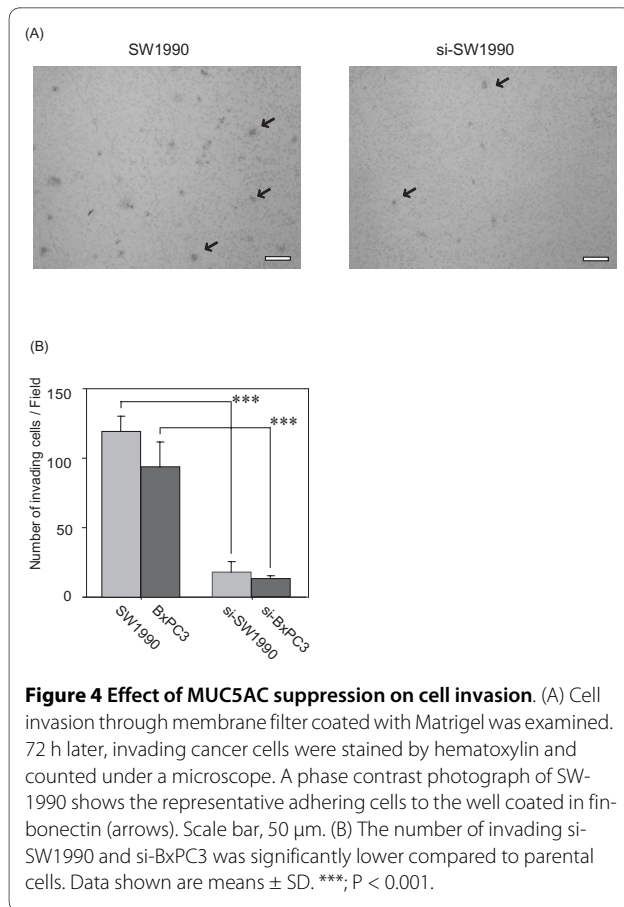 (A)
SW1990
si-SW1990
(B)
Number of invading cells / Field
150
100
50
0
***
***
SW1990
BxPC3
si-SW1990
si-BxPC3
Figure 4 Effect of MUC5AC suppression on cell invasion. (A) Cell
invasion through membrane filter coated with Matrigel was examined.
72 h later, invading cancer cells were stained by hematoxylin and
counted under a microscope. A phase contrast photograph of SW-
1990 shows the representative adhering cells to the well coated in fin-
bonectin (arrows). Scale bar, 50 μm. (B) The number of invading si-
SW1990 and si-BxPC3 was significantly lower compared to parental
cells. Data shown are means ± SD. ***; P < 0.001.